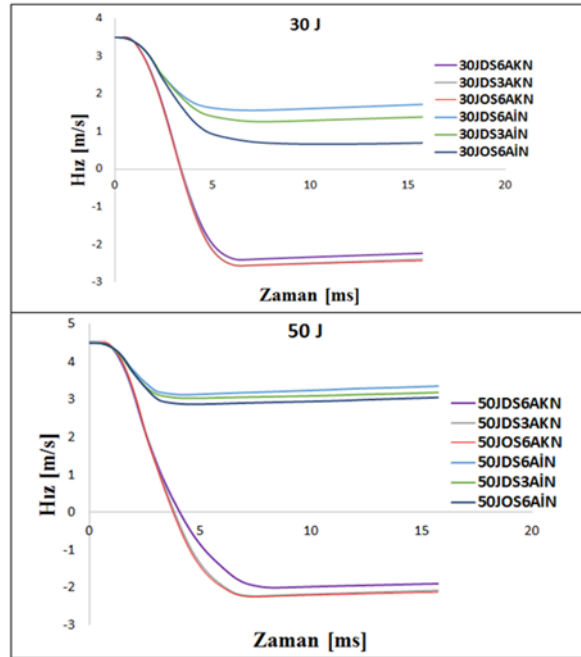 30 J
4
3
2
1
0
-1
-2
-3
0
5
10
15
20
Hız [m/s]
Zaman [ms]
30JDS6AKN
30JDS3AKN
30JOS6AKN
30JDS6AİN
30JDS3AİN
30JOS6AİN
50 J
5
4
3
2
1
0
-1
-2
-3
0
5
10
15
20
Hız [m/s]
Zaman [ms]
50JDS6AKN
50JDS3AKN
50JOS6AKN
50JDS6AİN
50JDS3AİN
50JOS6AİN